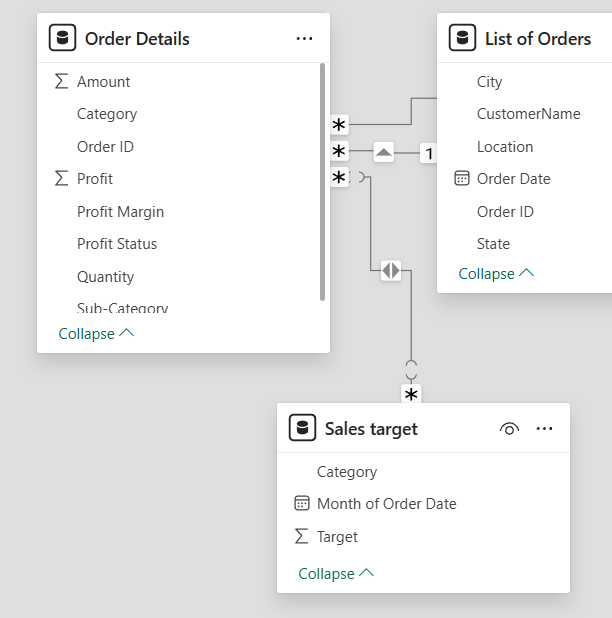 Order Details
Amount
Category
Order ID
Profit
Profit Margin
Profit Status
Quantity
Sub-Category
Collapse
List of Orders
City
CustomerName
Location
Order Date
Order ID
State
Collapse
*
*
1
*
*
Sales target
Category
Month of Order Date
Target
Collapse